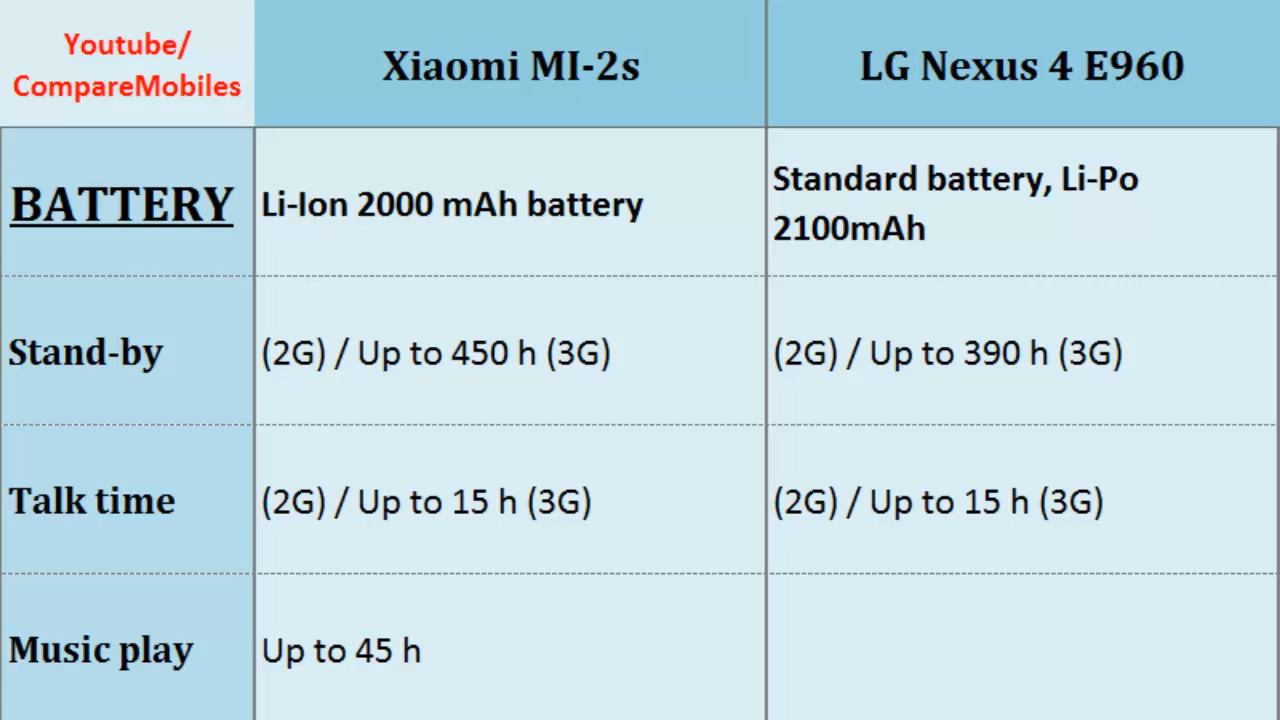 Youtube/
CompareMobiles
Xiaomi MI-2s
LG Nexus 4 E960
BATTERY
Li-Ion 2000 mAh battery
Standard battery, Li-Po
2100mAh
Stand-by
(2G) / Up to 450 h (3G)
(2G) / Up to 390 h (3G)
Talk time
(2G) / Up to 15 h (3G)
(2G) / Up to 15 h (3G)
Music play
Up to 45 h